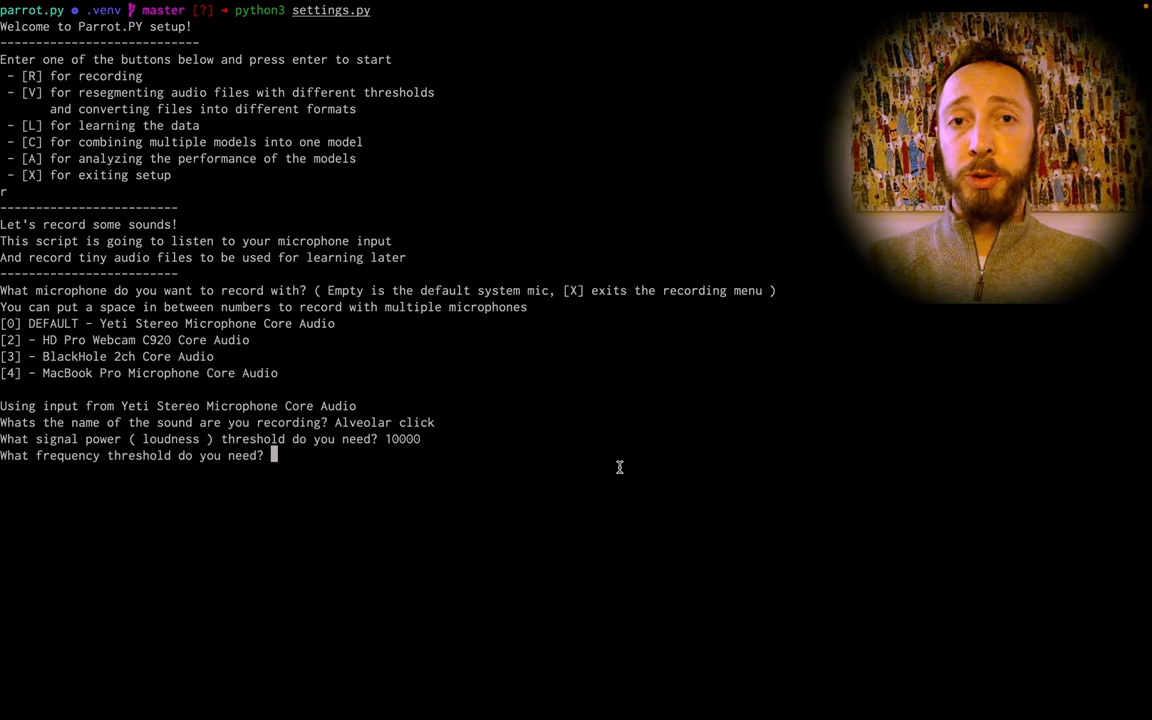 parrot.py .venv master [?] → python3 settings.py
Welcome to Parrot.PY setup!
----------------------------
Enter one of the buttons below and press enter to start
 - [R] for recording
 - [V] for resegmenting audio files with different thresholds
       and converting files into different formats
 - [L] for learning the data
 - [C] for combining multiple models into one model
 - [A] for analyzing the performance of the models
 - [X] for exiting setup
r
-------------------------
Let's record some sounds!
This script is going to listen to your microphone input
And record tiny audio files to be used for learning later
-------------------------
What microphone do you want to record with? ( Empty is the default system mic, [X] exits the recording menu )
You can put a space in between numbers to record with multiple microphones
[0] DEFAULT - Yeti Stereo Microphone Core Audio
[2] - HD Pro Webcam C920 Core Audio
[3] - BlackHole 2ch Core Audio
[4] - MacBook Pro Microphone Core Audio
Using input from Yeti Stereo Microphone Core Audio
Whats the name of the sound are you recording? Alveolar click
What signal power ( loudness ) threshold do you need? 10000
What frequency threshold do you need?